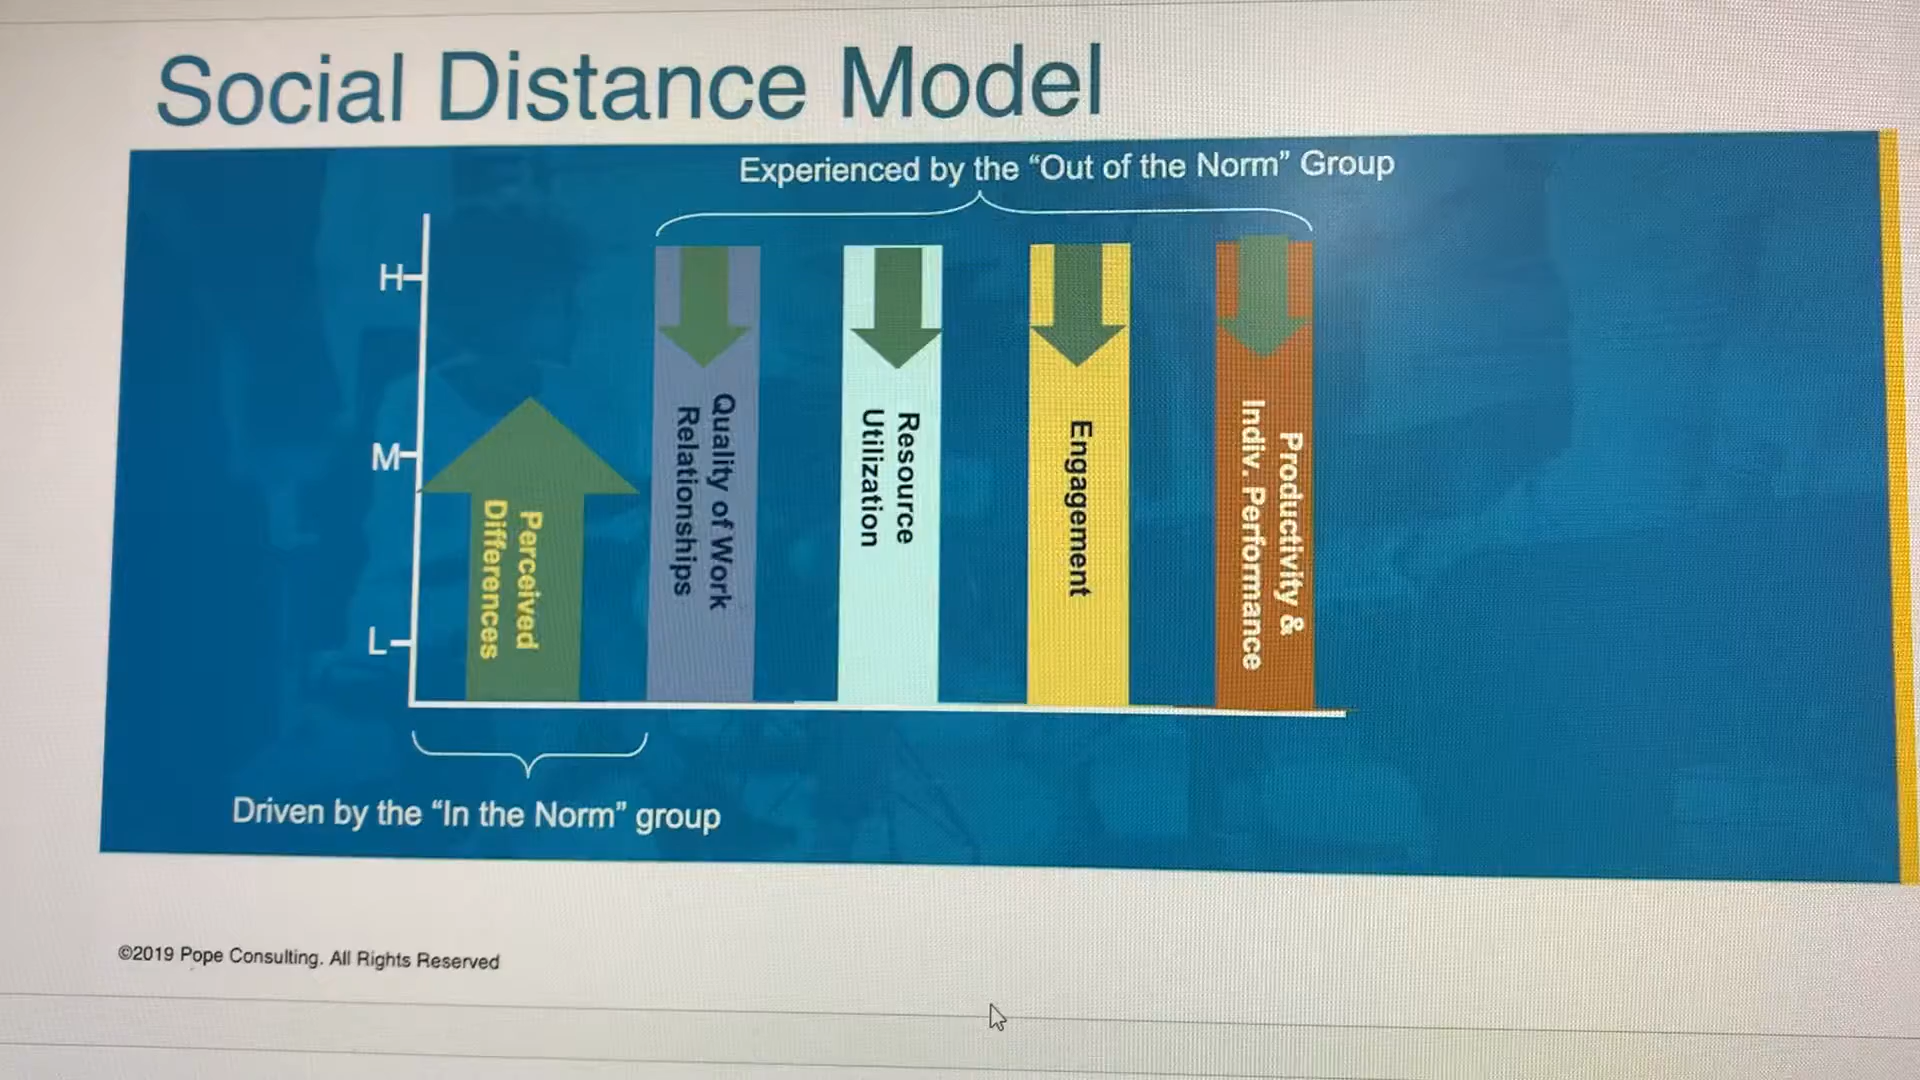 Social Distance Model
Experienced by the “Out of the Norm” Group
H
M
L
Perceived
Differences
Quality of Work
Relationships
Resource
Utilization
Engagement
Productivity &
Indiv. Performance
Driven by the “In the Norm” group
©2019 Pope Consulting. All Rights Reserved